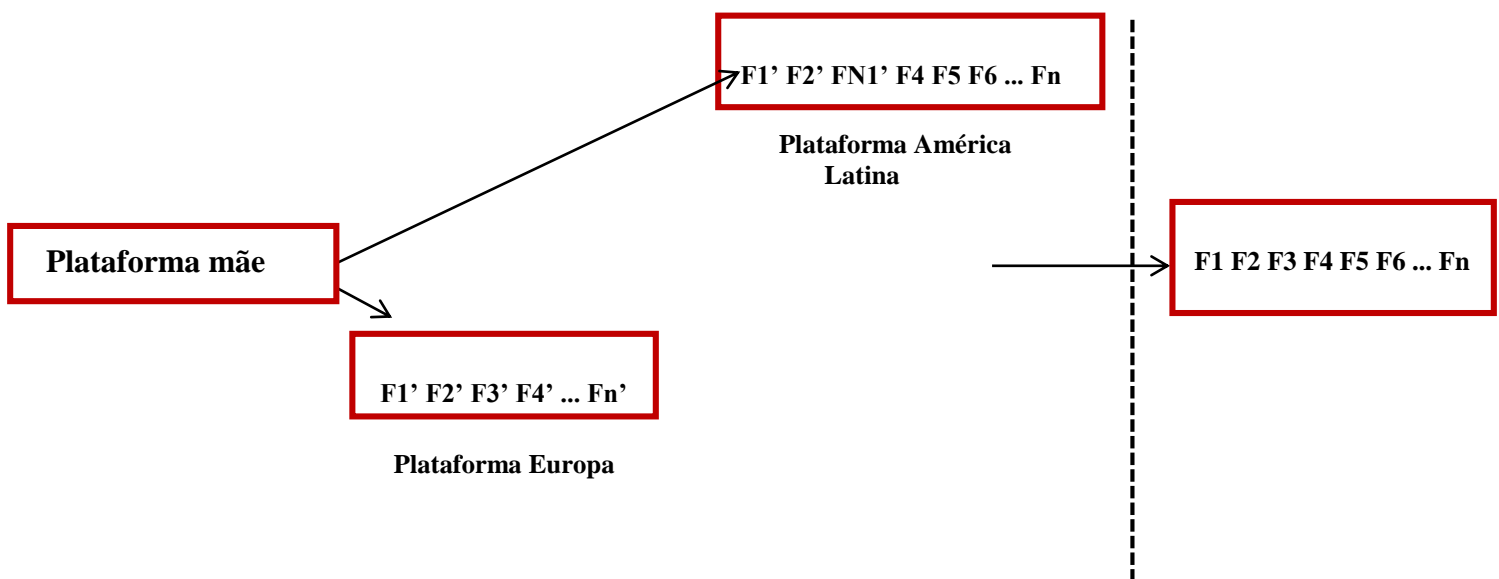 F1’ F2’ FN1’ F4 F5 F6 ... Fn
Plataforma América
Latina
Plataforma mãe
F1 F2 F3 F4 F5 F6 ... Fn
F1’ F2’ F3’ F4’ ... Fn’
Plataforma Europa